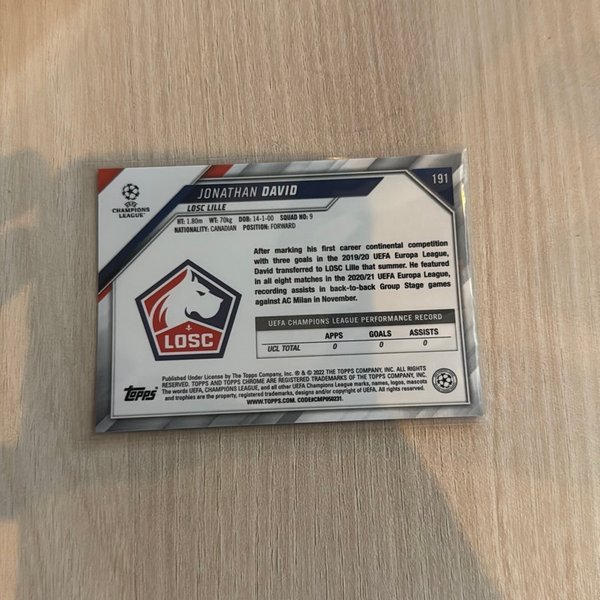 191
JONATHAN DAVID
LOSC LILLE
CHAMPIONS
LEAGUE
HT: 1.80m WT: 70kg DOB: 14-1-00 SQUAD NO: 9
NATIONALITY: CANADIAN POSITION: FORWARD
After marking his first career continental competition
with three goals in the 2019/20 UEFA Europa League,
David transferred to LOSC Lille that summer. He featured
in all eight matches in the 2020/21 UEFA Europa League,
recording assists in back-to-back Group Stage games
against AC Milan in November.
LOSC
UEFA CHAMPIONS LEAGUE PERFORMANCE RECORD
APPS GOALS ASSISTS
UCL TOTAL 0 0 0
Topps
Published Under License by The Topps Company, Inc. ® & © 2022 THE TOPPS COMPANY, INC. ALL RIGHTS
RESERVED. TOPPS AND TOPPS CHROME ARE REGISTERED TRADEMARKS OF THE TOPPS COMPANY, INC.
The words UEFA, CHAMPIONS LEAGUE, and all other UEFA Champions League marks, names, logos, mascots
and trophies are the property, registered trademarks, designs and/or copyright of UEFA. All rights reserved.
WWW.TOPPS.COM. CODE#CMP050231.